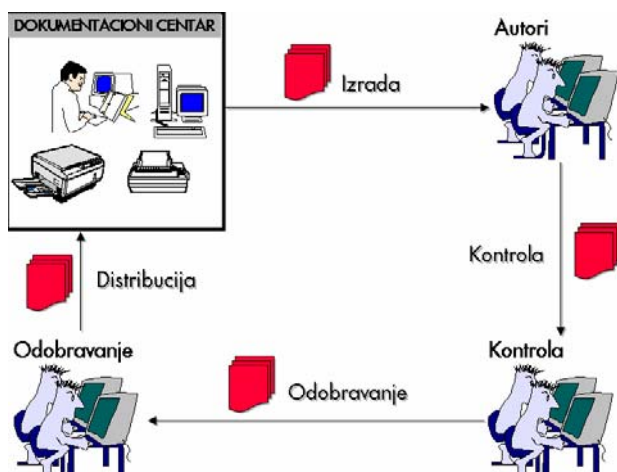 DOKUMENTACIONI CENTAR
Autori
Izrada
Kontrola
Distribucija
Odobravanje
Kontrola
Odobravanje